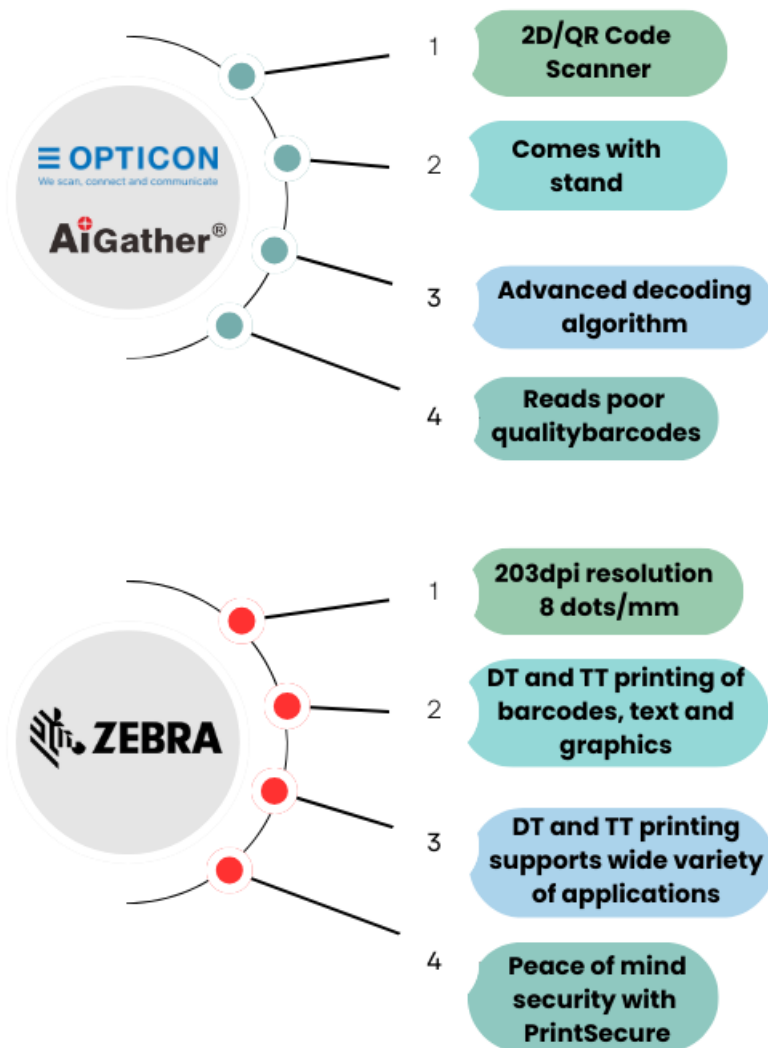 OPTICON
We scan, connect and communicate
AiGather®
1
2D/QR Code
Scanner
2
Comes with
stand
3
Advanced decoding
algorithm
4
Reads poor
qualitybarcodes
ZEBRA
1
203dpi resolution
8 dots/mm
2
DT and TT printing of
barcodes, text and
graphics
3
DT and TT printing
supports wide variety
of applications
4
Peace of mind
security with
PrintSecure